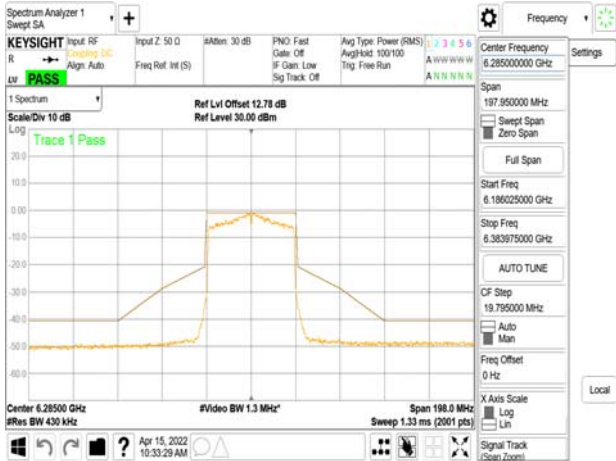 Spectrum Analyzer 1
Swept SA
Frequency
KEYSIGHT
R
LV PASS
Input: RF
Coupling: DC
Align: Auto
Input Z: 50 Ω
Freq Ref: Int (S)
#Atten: 30 dB
PNO: Fast
Gate: Off
IF Gain: Low
Sig Track: Off
Avg Type: Power (RMS)
Avg|Hold: 100/100
Trig: Free Run
1 2 3 4 5 6
A W W W W W
A N N N N N
1 Spectrum
Scale/Div 10 dB
Ref Lvl Offset 12.78 dB
Ref Level 30.00 dBm
Log
Trace 1 Pass
20.0
10.0
0.00
-10.0
-20.0
-30.0
-40.0
-50.0
-60.0
Center 6.28500 GHz
#Res BW 430 kHz
#Video BW 1.3 MHz*
Span 198.0 MHz
Sweep 1.33 ms (2001 pts)
Apr 15, 2022
10:33:29 AM
Center Frequency
6.285000000 GHz
Span
197.950000 MHz
Swept Span
Zero Span
Full Span
Start Freq
6.186025000 GHz
Stop Freq
6.383975000 GHz
AUTO TUNE
CF Step
19.795000 MHz
Auto
Man
Freq Offset
0 Hz
X Axis Scale
Log
Lin
Signal Track
(Span Zoom)
Settings
Local